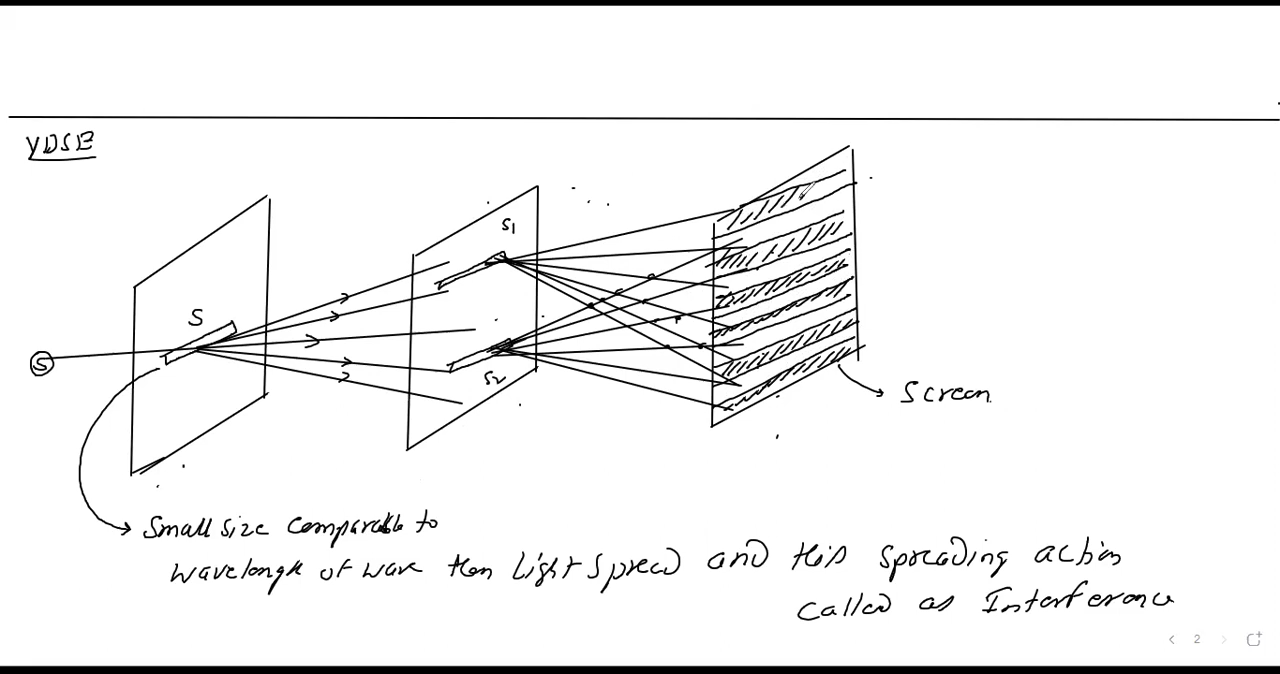 YDSE
S1
S
S
S2
Screen
Small size comparable to
wavelength of wave then light spread and this spreading action
called as Interference
2